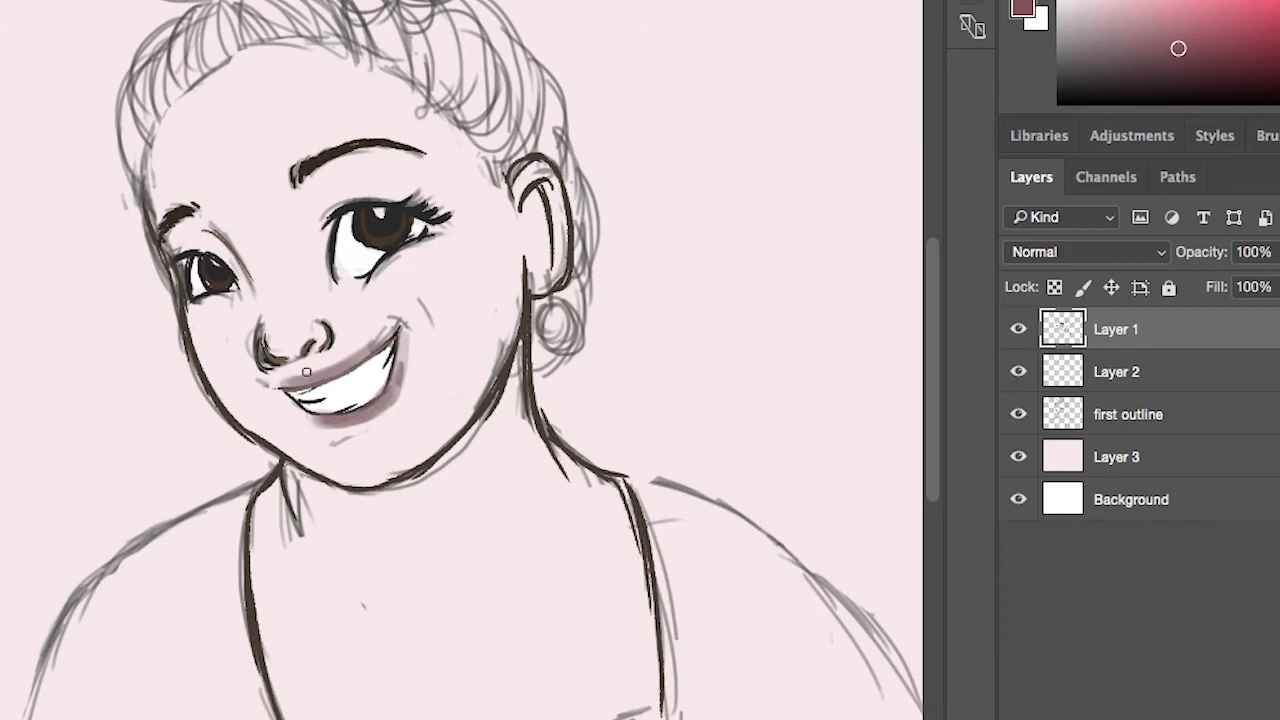 Libraries Adjustments Styles Bru
Layers Channels Paths
Kind
Normal Opacity: 100%
Lock: Fill: 100%
Layer 1
Layer 2
first outline
Layer 3
Background